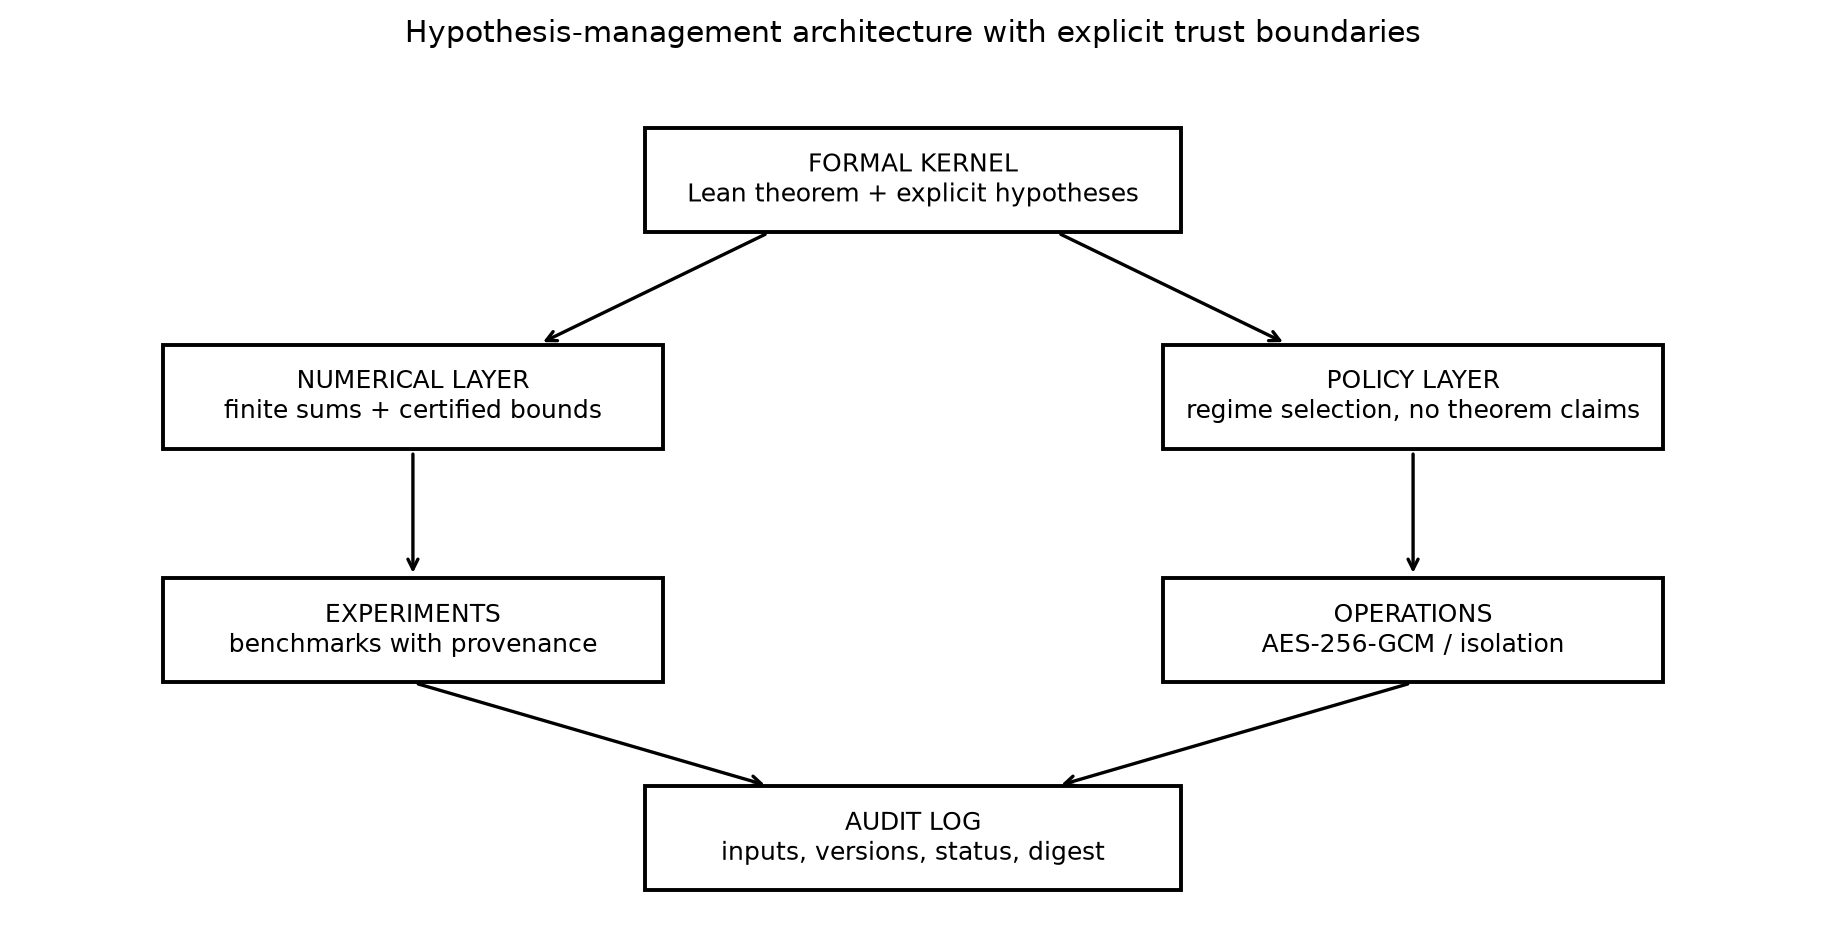 Hypothesis-management architecture with explicit trust boundaries
FORMAL KERNEL
Lean theorem + explicit hypotheses
NUMERICAL LAYER
finite sums + certified bounds
POLICY LAYER
regime selection, no theorem claims
EXPERIMENTS
benchmarks with provenance
OPERATIONS
AES-256-GCM / isolation
AUDIT LOG
inputs, versions, status, digest